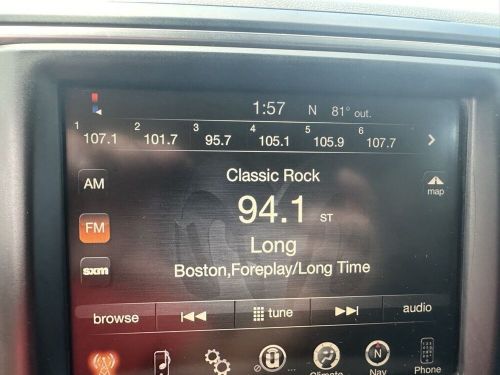 1:57 N 81° out.
1 107.1 2 101.7 3 95.7 4 105.1 5 105.9 6 107.7
AM
Classic Rock
map
FM
94.1 ST
Long
sxm
Boston,Foreplay/Long Time
browse tune audio
Climate Nav Phone